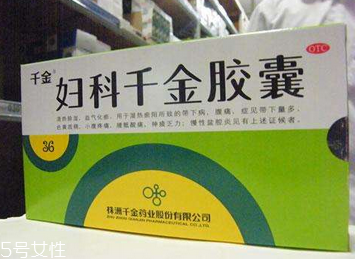 千金
OTC
妇科千金胶囊
清热除湿，益气化瘀。用于湿热瘀阻所致的带下病，腹痛，症见带下量多、
色黄质稠，小腹疼痛，腰骶酸痛，神疲乏力；慢性盆腔炎见有上述证候者。
36
株洲千金药业股份有限公司
5号女性